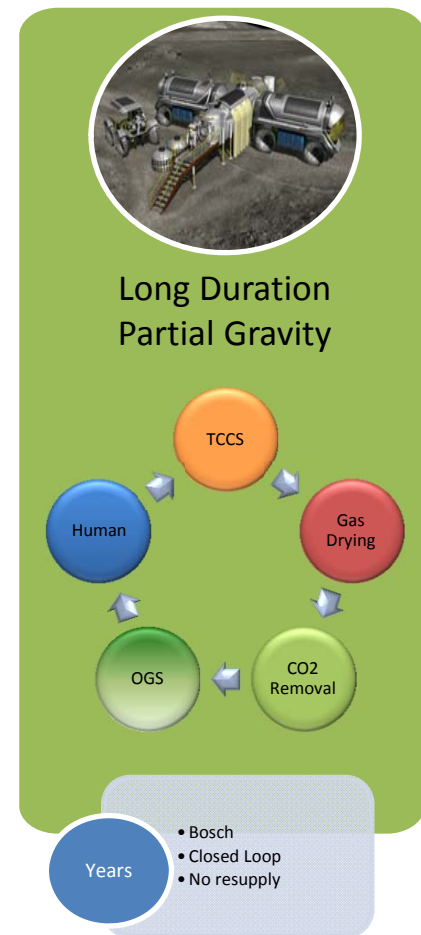 Long Duration
Partial Gravity
TCCS
Gas
Drying
CO2
Removal
OGS
Human
Years
• Bosch
• Closed Loop
• No resupply